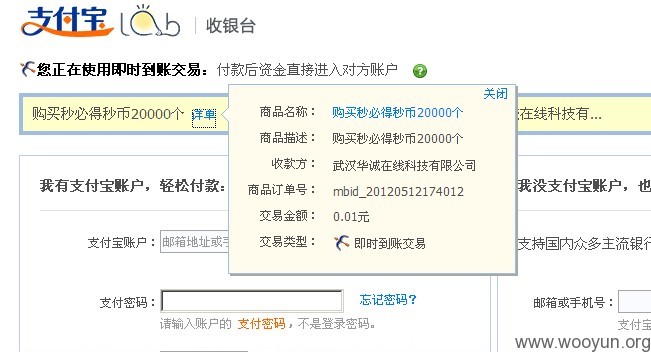 支付宝 lab | 收银台
您正在使用即时到账交易：付款后资金直接进入对方账户
购买秒必得秒币20000个 详单
在线科技有...
关闭
商品名称： 购买秒必得秒币20000个
商品描述： 购买秒必得秒币20000个
收款方： 武汉华诚在线科技有限公司
商品订单号： mbid_20120512174012
交易金额： 0.01元
交易类型： 即时到账交易
我有支付宝账户，轻松付款：
支付宝账户： 邮箱地址或手
支付密码： 忘记密码？
请输入账户的 支付密码，不是登录密码。
我没支付宝账户，也
支持国内众多主流银行
邮箱或手机号：
支付宝
www.wooyun.org